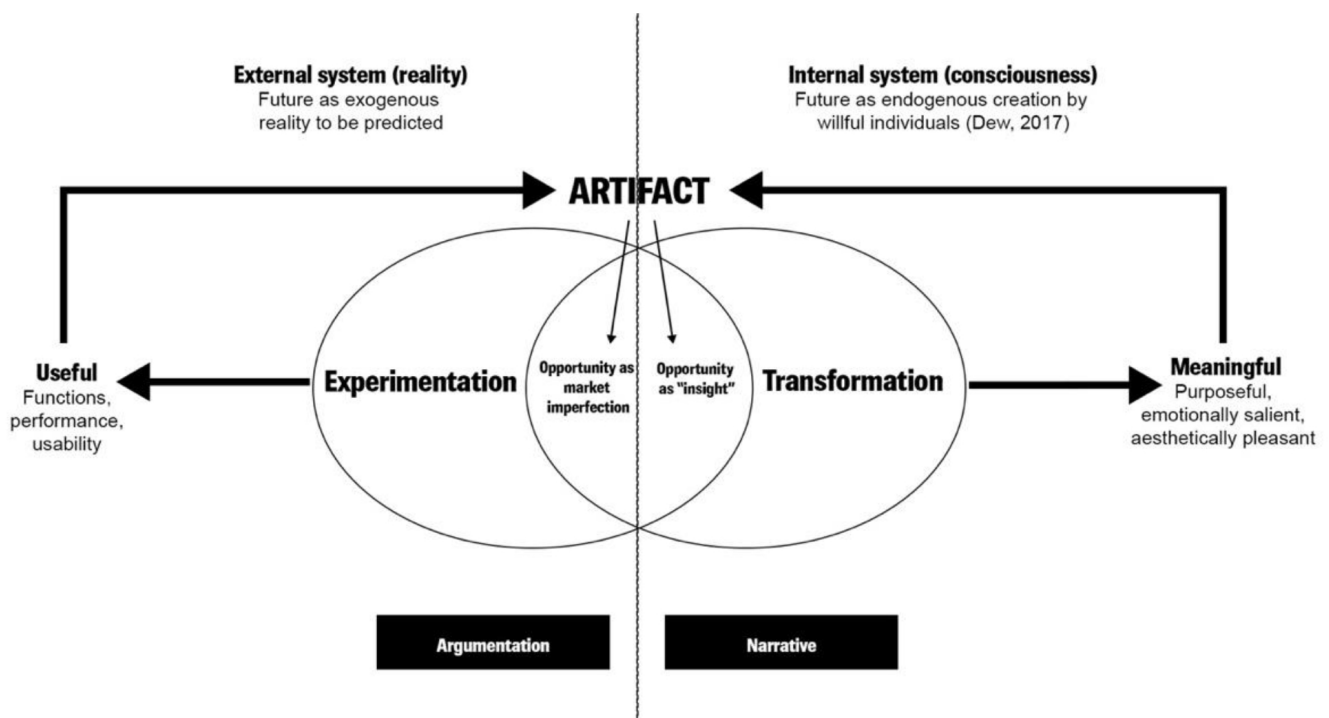 External system (reality)
Future as exogenous
reality to be predicted
Internal system (consciousness)
Future as endogenous creation by
willful individuals (Dew, 2017)
ARTIFACT
Useful
Functions,
performance,
usability
Experimentation
Opportunity as
market
imperfection
Opportunity
as "insight"
Transformation
Meaningful
Purposeful,
emotionally salient,
aesthetically pleasant
Argumentation
Narrative